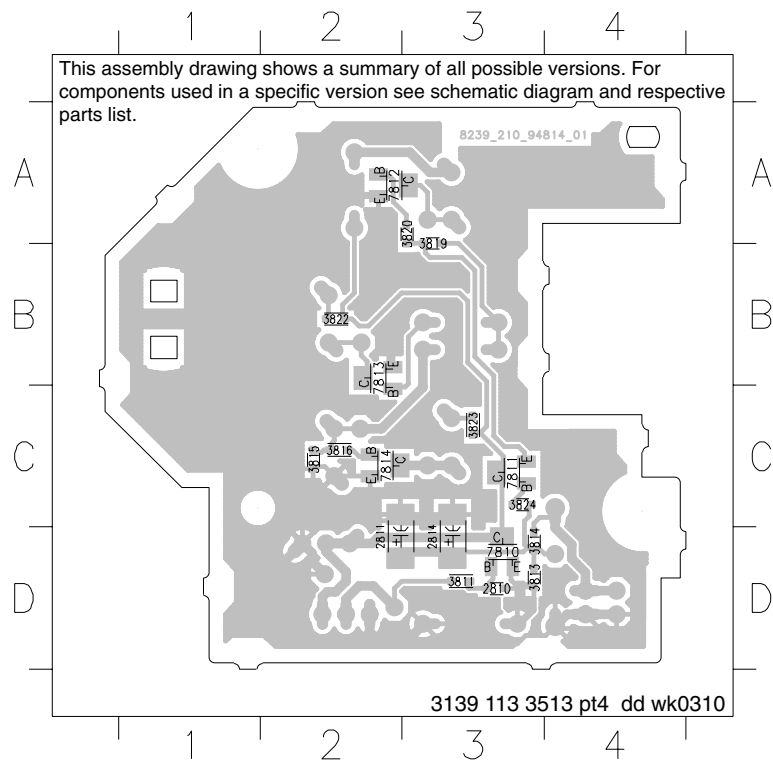 1 2 3 4
This assembly drawing shows a summary of all possible versions. For
components used in a specific version see schematic diagram and respective
parts list.
8239_210_94814_01
A A
B
7812 C
E
3820
3819
B B
3822
E
7813
C
B
3823
3816
C C
3815
B
7814 C
E
E
7811
C
B
3824
2811 2814
C
7810
B E
3814
3811
2810
3813
D D
3139 113 3513 pt4 dd wk0310
1 2 3 4